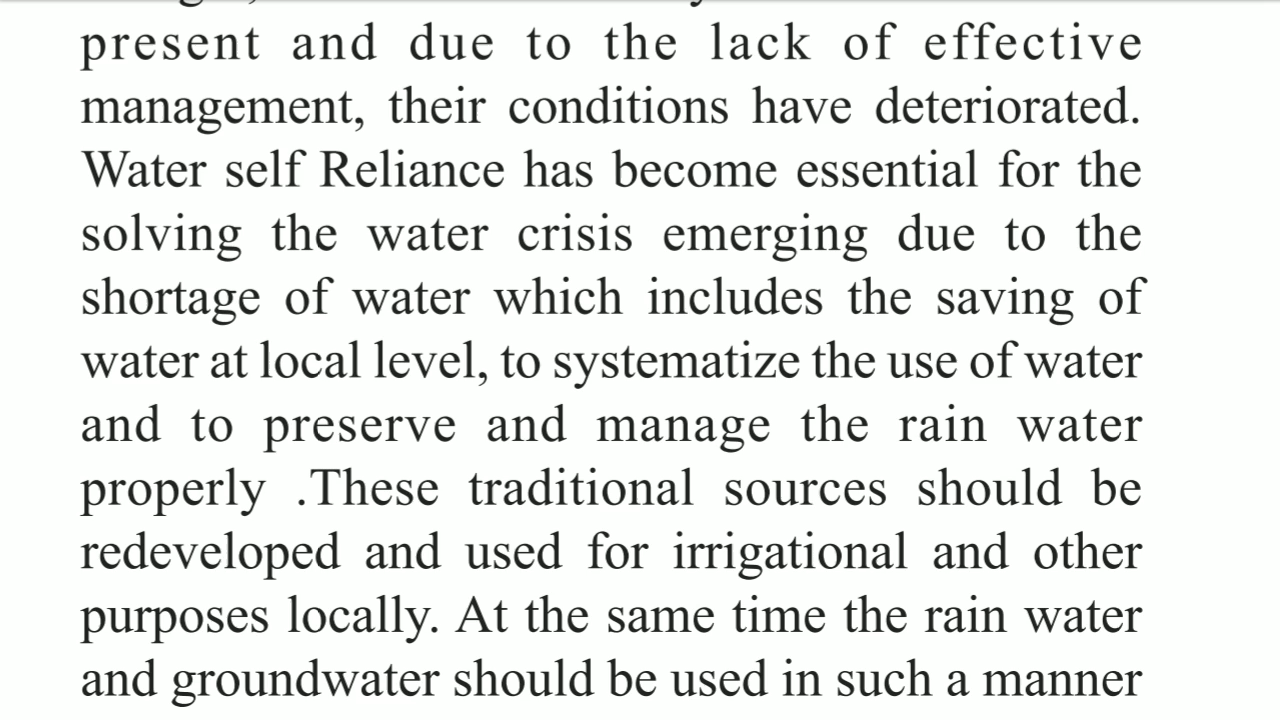 present and due to the lack of effective
management, their conditions have deteriorated.
Water self Reliance has become essential for the
solving the water crisis emerging due to the
shortage of water which includes the saving of
water at local level, to systematize the use of water
and to preserve and manage the rain water
properly .These traditional sources should be
redeveloped and used for irrigational and other
purposes locally. At the same time the rain water
and groundwater should be used in such a manner